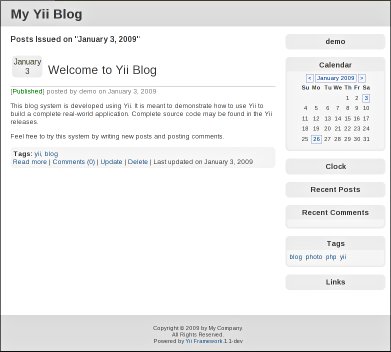 My Yii Blog
Posts Issued on "January 3, 2009"
January
3
Welcome to Yii Blog
[Published] posted by demo on January 3, 2009
This blog system is developed using Yii. It is meant to demonstrate how to use Yii to
build a complete real-world application. Complete source code may be found in the Yii
releases.
Feel free to try this system by writing new posts and posting comments.
Tags: yii, blog
Read more | Comments (0) | Update | Delete | Last updated on January 3, 2009
demo
Calendar
< January 2009 >
Su Mo Tu We Th Fr Sa
1 2 3
4 5 6 7 8 9 10
11 12 13 14 15 16 17
18 19 20 21 22 23 24
25 26 27 28 29 30 31
Clock
Recent Posts
Recent Comments
Tags
blog photo php yii
Links
Copyright © 2009 by My Company.
All Rights Reserved.
Powered by Yii Framework 1.1-dev